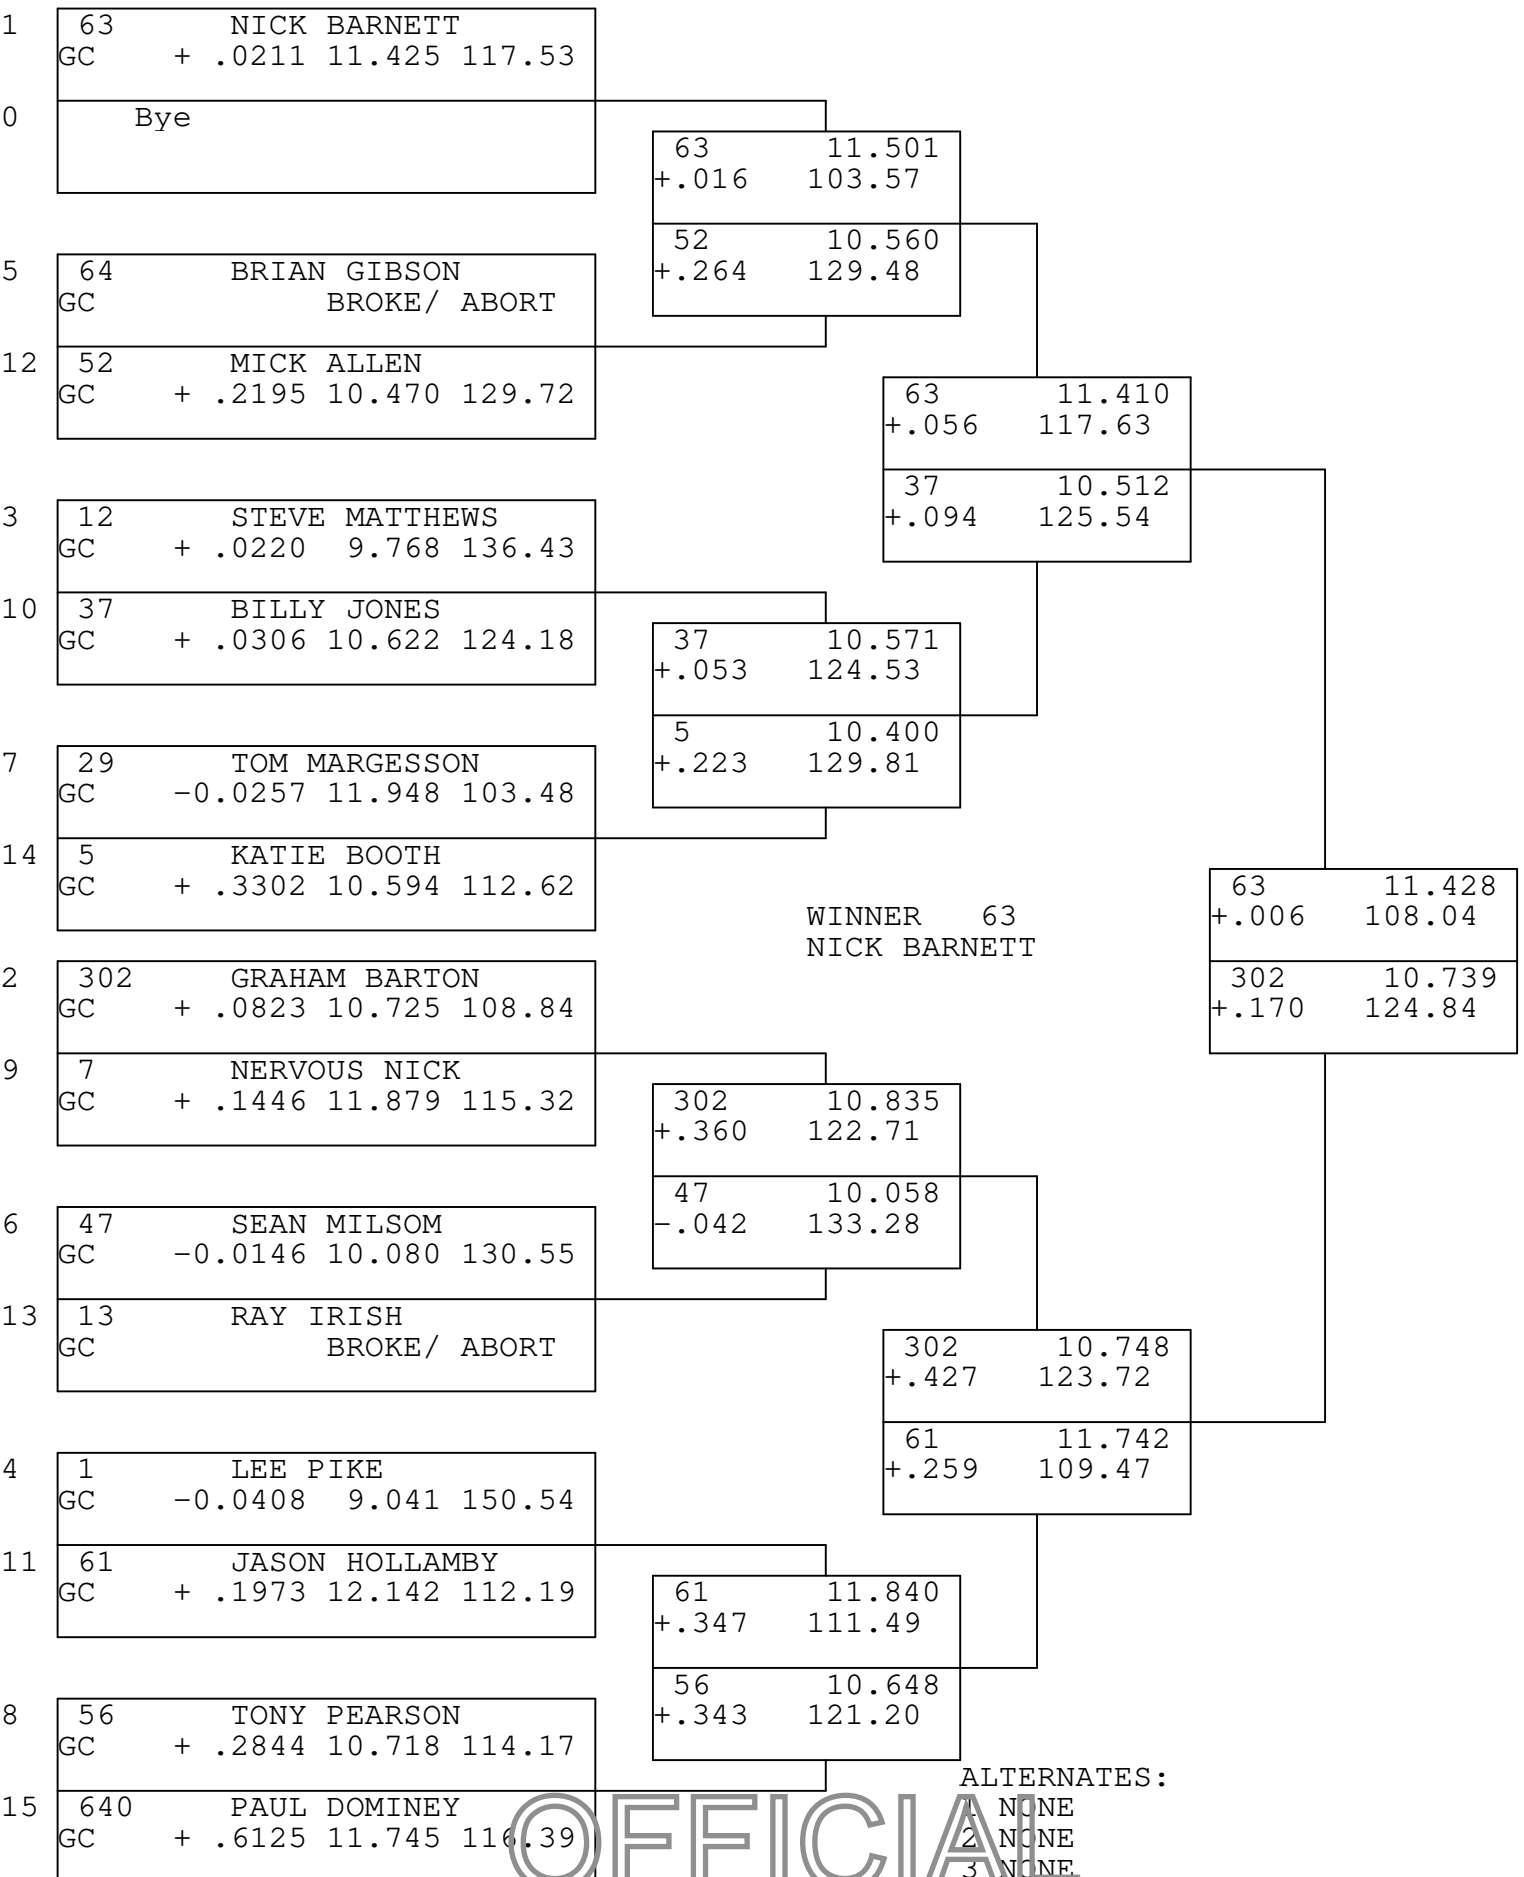 1 63 NICK BARNETT
GC + .0211 11.425 117.53
0 Bye
63 11.501
+.016 103.57
52 10.560
+.264 129.48
5 64 BRIAN GIBSON
GC BROKE/ ABORT
12 52 MICK ALLEN
GC + .2195 10.470 129.72
63 11.410
+.056 117.63
37 10.512
+.094 125.54
3 12 STEVE MATTHEWS
GC + .0220 9.768 136.43
10 37 BILLY JONES
GC + .0306 10.622 124.18
37 10.571
+.053 124.53
5 10.400
+.223 129.81
7 29 TOM MARGESSON
GC -0.0257 11.948 103.48
14 5 KATIE BOOTH
GC + .3302 10.594 112.62
WINNER 63
NICK BARNETT
63 11.428
+.006 108.04
302 10.739
+.170 124.84
2 302 GRAHAM BARTON
GC + .0823 10.725 108.84
9 7 NERVOUS NICK
GC + .1446 11.879 115.32
302 10.835
+.360 122.71
47 10.058
-.042 133.28
6 47 SEAN MILSOM
GC -0.0146 10.080 130.55
13 13 RAY IRISH
GC BROKE/ ABORT
302 10.748
+.427 123.72
61 11.742
+.259 109.47
4 1 LEE PIKE
GC -0.0408 9.041 150.54
11 61 JASON HOLLAMBY
GC + .1973 12.142 112.19
61 11.840
+.347 111.49
56 10.648
+.343 121.20
8 56 TONY PEARSON
GC + .2844 10.718 114.17
15 640 PAUL DOMINEY
GC + .6125 11.745 116.39
ALTERNATES:
1 NONE
2 NONE
3 NONE
OFFICIAL